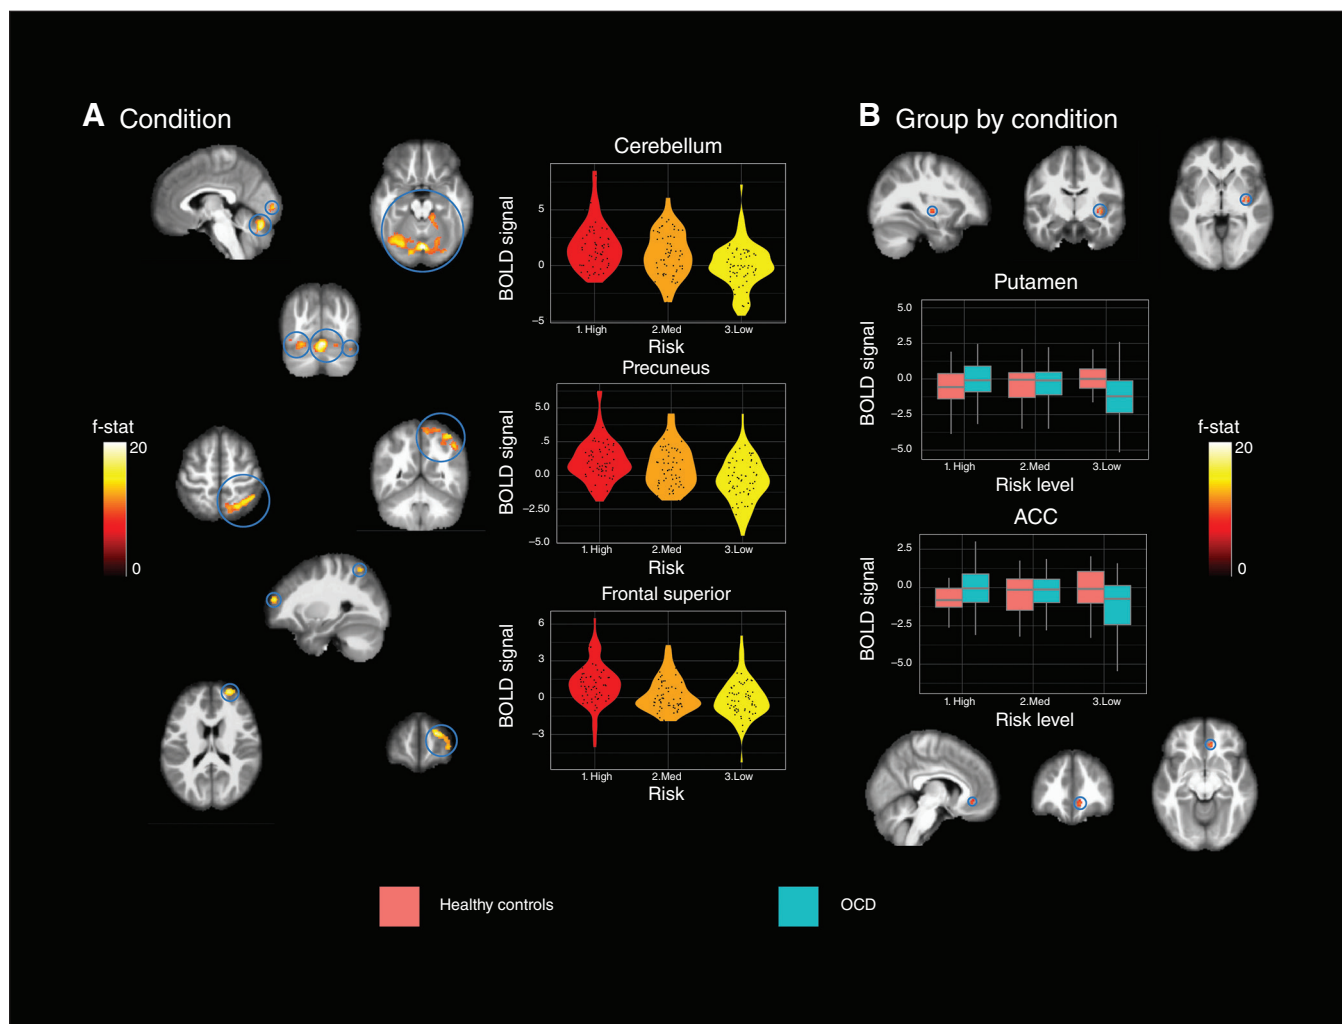 A Condition
B Group by condition
Cerebellum
BOLD signal
5
0
−5
1. High
2.Med
3.Low
Risk
Precuneus
BOLD signal
5.0
.5
0.0
−2.50
−5.0
1. High
2.Med
3.Low
Risk
Frontal superior
BOLD signal
6
3
0
−3
1. High
2.Med
3.Low
Risk
f-stat
20
0
Putamen
BOLD signal
5.0
2.5
0.0
−2.5
−5.0
1. High
2.Med
3.Low
Risk level
ACC
BOLD signal
2.5
0.0
−2.5
−5.0
1. High
2.Med
3.Low
Risk level
f-stat
20
0
Healthy controls
OCD